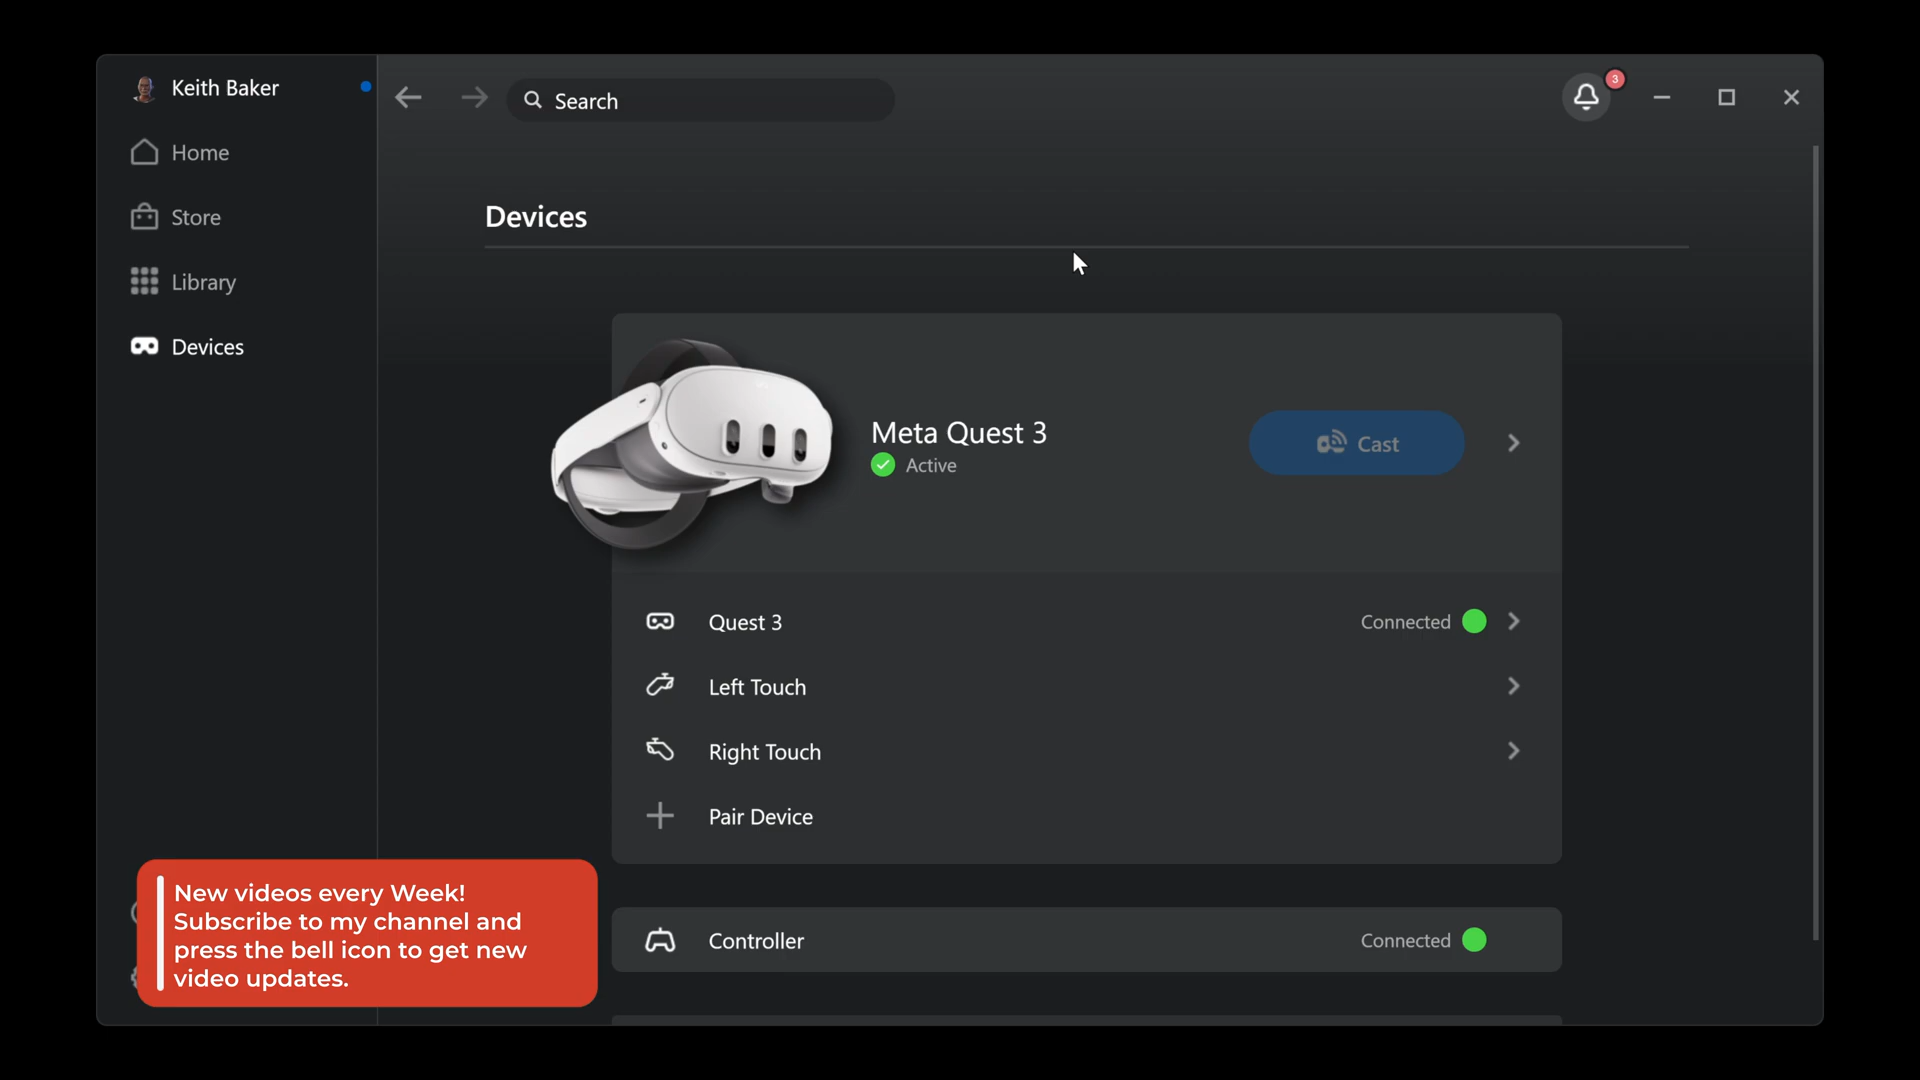 Keith Baker
Home
Store
Library
Devices
Search
3
Devices
Meta Quest 3
Active
Cast
Quest 3
Connected
Left Touch
Right Touch
Pair Device
Controller
Connected
New videos every Week!
Subscribe to my channel and
press the bell icon to get new
video updates.